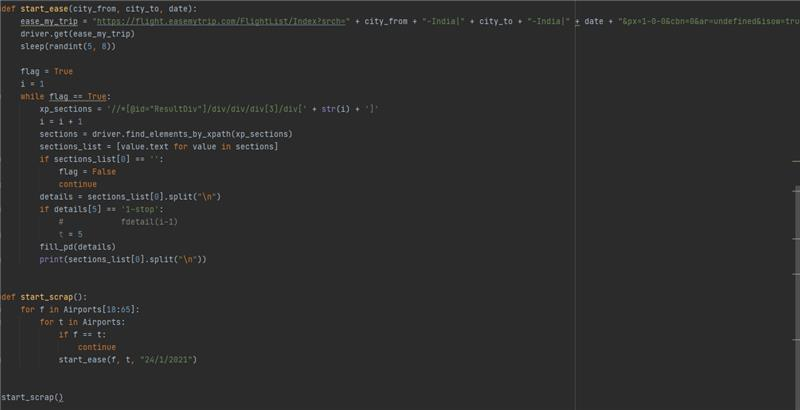 def start_ease(city_from, city_to, date):
ease_my_trip = "https://flight.easemytrip.com/FlightList/Index?srch=" + city_from + "-India|" + city_to + "-India|" + date + "&px=1-0-0&cbn=0&ar=undefined&isow=tru
driver.get(ease_my_trip)
sleep(randint(5, 8))
flag = True
i = 1
while flag == True:
xp_sections = '//*[@id="ResultDiv"]/div/div/div[3]/div[' + str(i) + ']'
i = i + 1
sections = driver.find_elements_by_xpath(xp_sections)
sections_list = [value.text for value in sections]
if sections_list[0] == '':
flag = False
continue
details = sections_list[0].split("\n")
if details[5] == '1-stop':
# fdetail(i-1)
t = 5
fill_pd(details)
print(sections_list[0].split("\n"))
def start_scrap():
for f in Airports[18:65]:
for t in Airports:
if f == t:
continue
start_ease(f, t, "24/1/2021")
start_scrap()